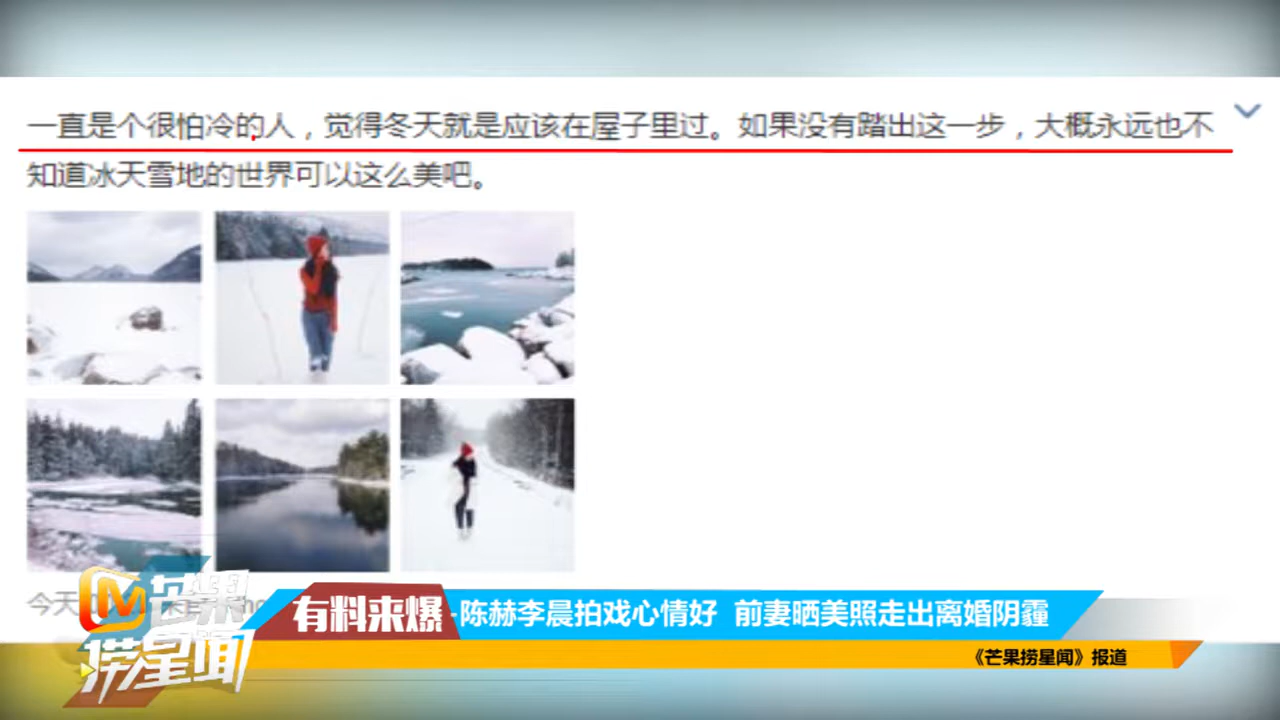 一直是个很怕冷的人，觉得冬天就是应该在屋子里过。如果没有踏出这一步，大概永远也不
知道冰天雪地的世界可以这么美吧。
今天
芒果
捞星闻
有料来爆
陈赫李晨拍戏心情好 前妻晒美照走出离婚阴霾
《芒果捞星闻》报道